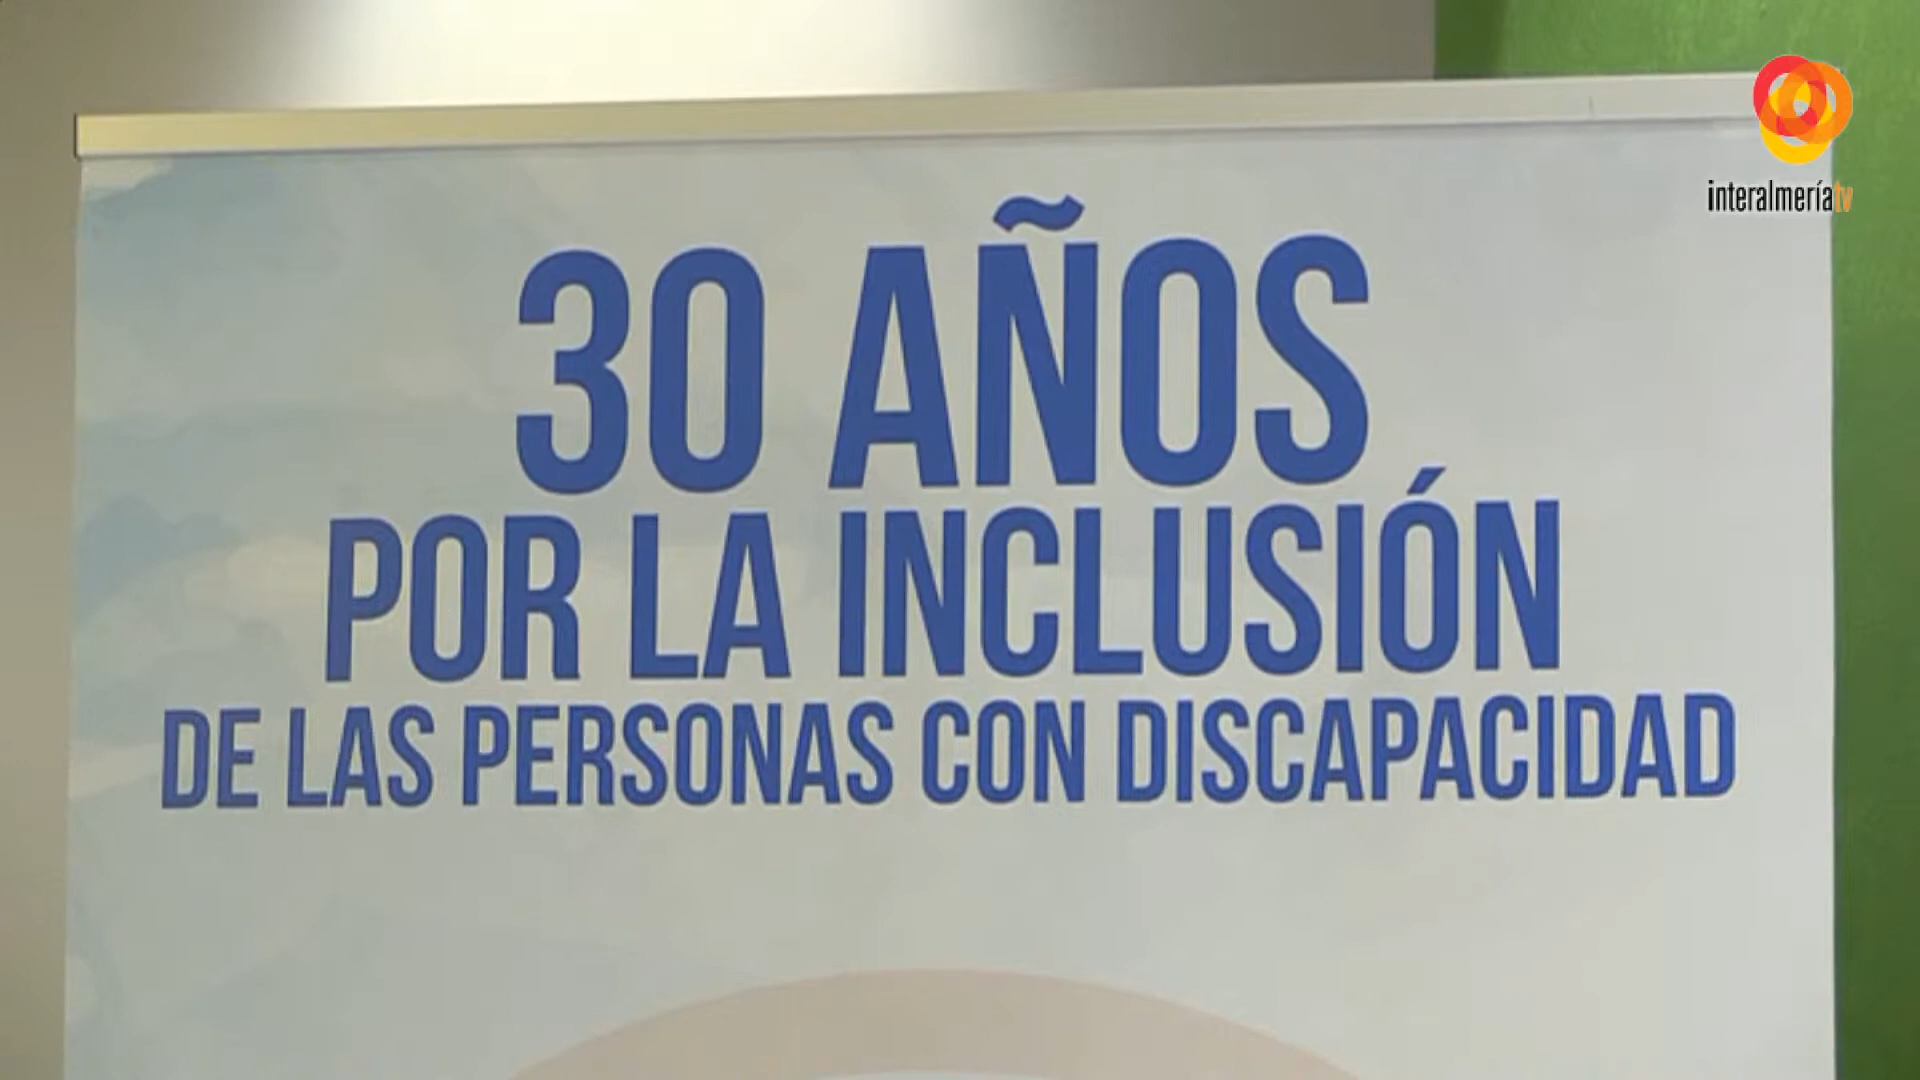 interalmeríatv
30 AÑOS
POR LA INCLUSIÓN
DE LAS PERSONAS CON DISCAPACIDAD